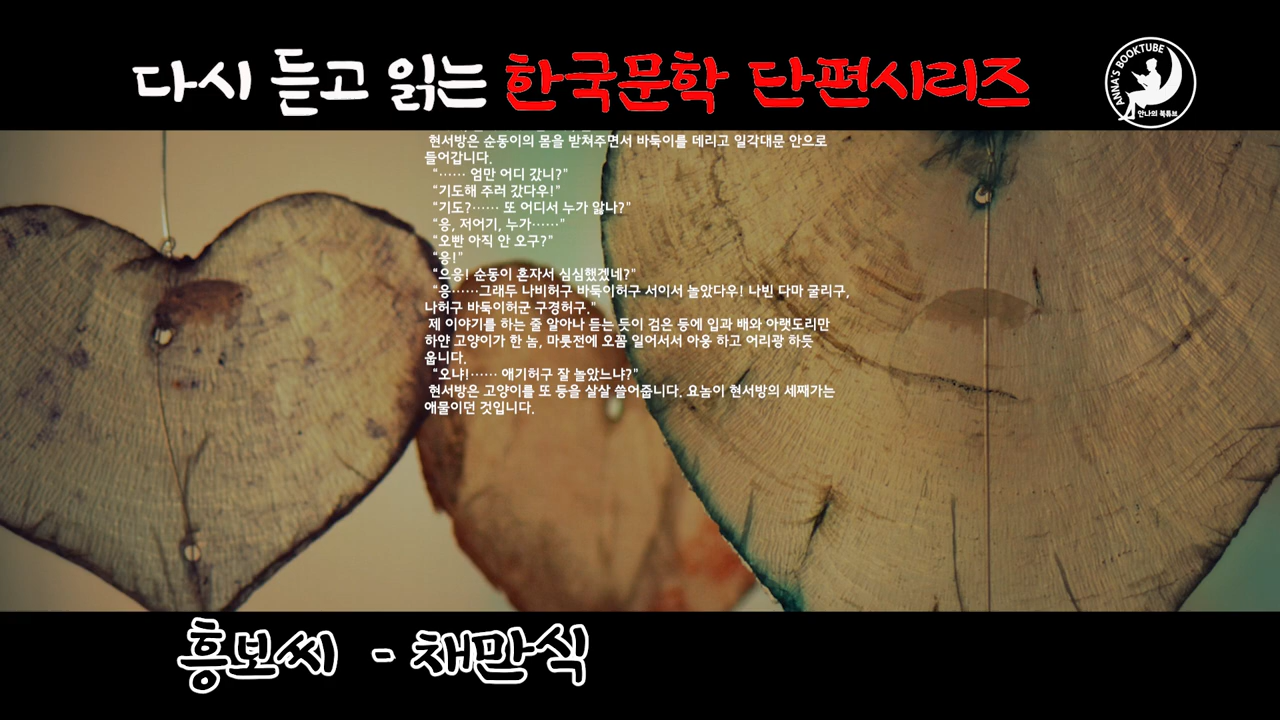 다시 듣고 읽는 한국문학 단편시리즈
ANNA'S BOOKTUBE
안나의 북튜브
현서방은 순둥이의 몸을 받쳐주면서 바둑이를 데리고 일각대문 안으로
들어갑니다.
"…… 엄만 어디 갔니?"
"기도해 주러 갔다우!"
"기도?…… 또 어디서 누가 앓나?"
"응, 저어기, 누가……"
"오빤 아직 안 오구?"
"응!"
"으응! 순둥이 혼자서 심심했겠네?"
"응……그래두 나비허구 바둑이허구 서이서 놀았다우! 나빈 다마 굴리구,
나허구 바둑이허군 구경허구."
제 이야기를 하는 줄 알아나 듣는 듯이 검은 등에 입과 배와 아랫도리만
하얀 고양이가 한 놈, 마룻전에 오꼼 일어서서 아웅 하고 어리광 하듯
웁니다.
"오냐!…… 애기허구 잘 놀았느냐?"
현서방은 고양이를 또 등을 살살 쓸어줍니다. 요놈이 현서방의 세째가는
애물이던 것입니다.
흥보씨 - 채만식